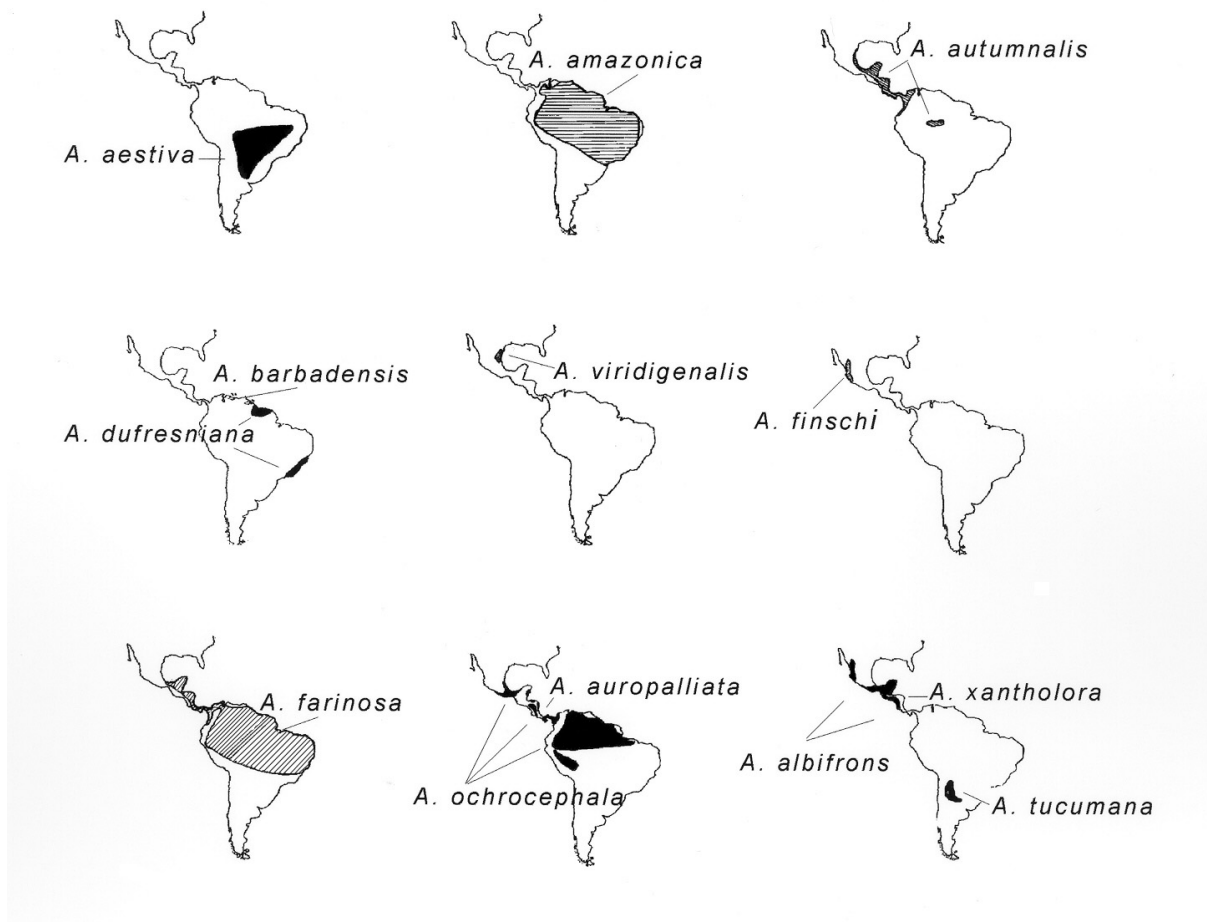 A. aestiva
A. amazonica
A. autumnalis
A. barbadensis
A. dufresniana
A. viridigenalis
A. finschi
A. farinosa
A. auropalliata
A. ochrocephala
A. xantholora
A. albifrons
A. tucumana